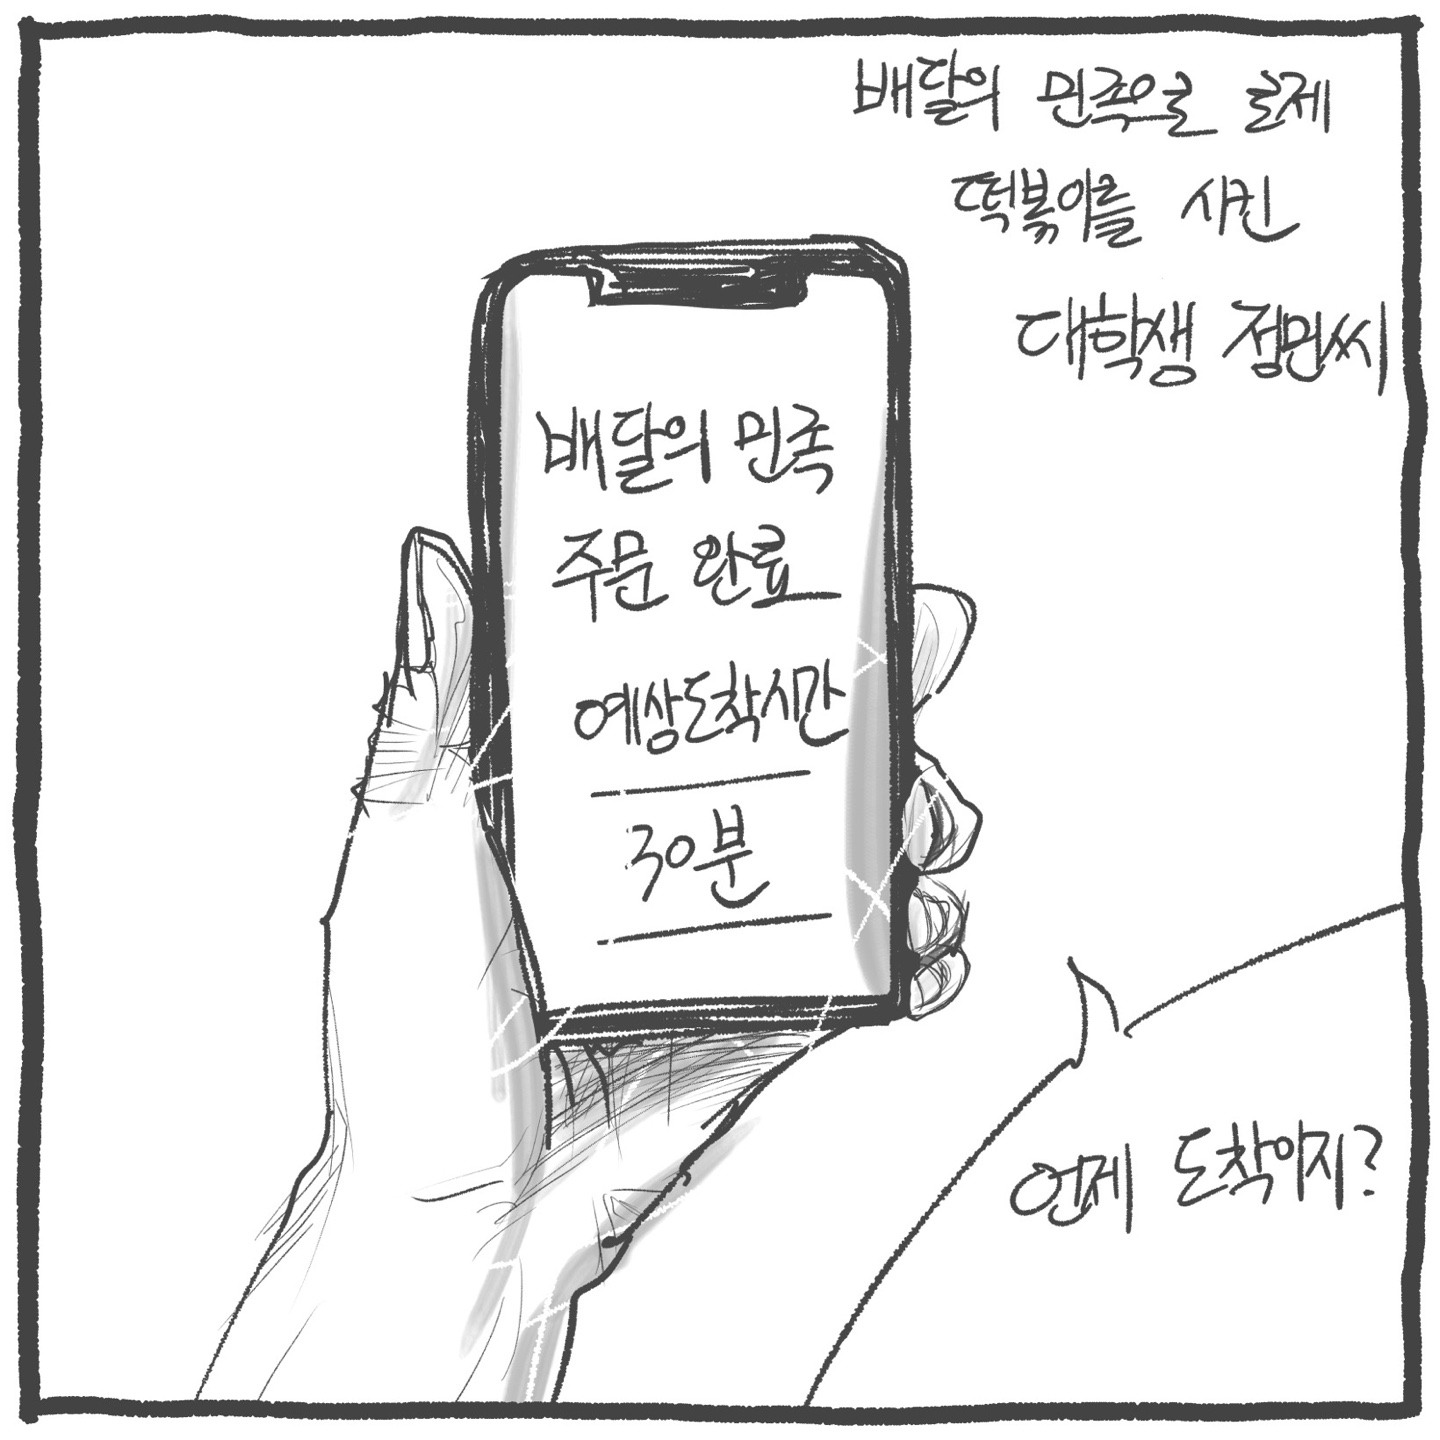 배달의 민족으로 로제
떡볶이를 시킨
대학생 정민씨
배달의 민족
주문 완료
예상도착시간
30분
언제 도착이지?